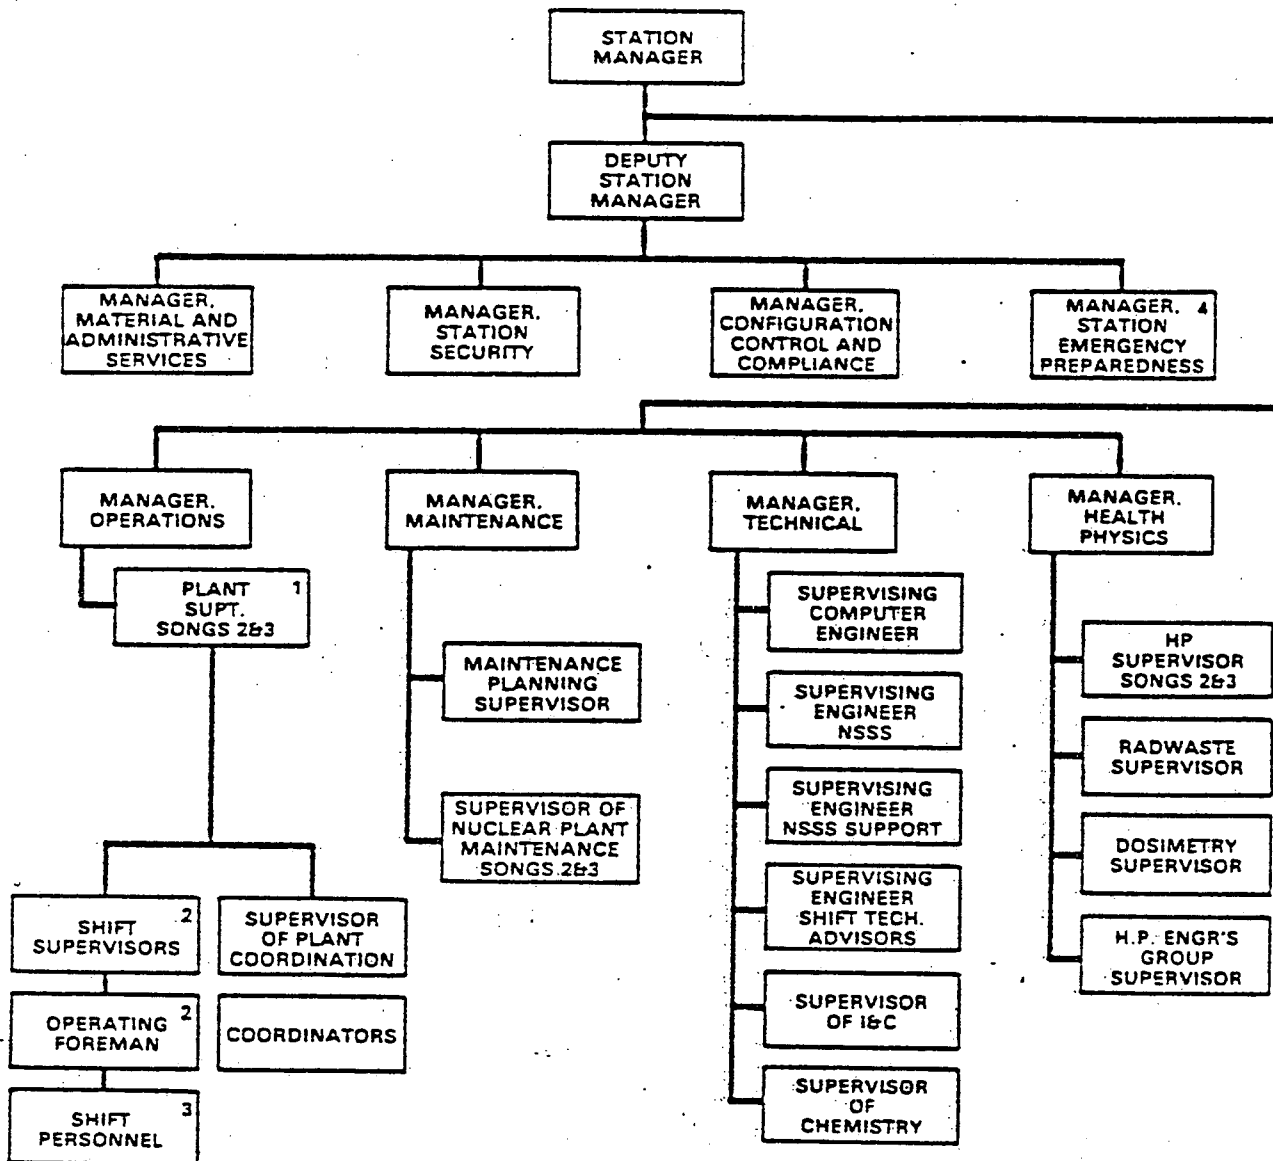 STATION
MANAGER
DEPUTY
STATION
MANAGER
MANAGER.
MATERIAL AND
ADMINISTRATIVE
SERVICES
MANAGER.
STATION
SECURITY
MANAGER.
CONFIGURATION
CONTROL AND
COMPLIANCE
MANAGER. 4
STATION
EMERGENCY
PREPAREDNESS
MANAGER.
OPERATIONS
MANAGER.
MAINTENANCE
MANAGER.
TECHNICAL
MANAGER.
HEALTH
PHYSICS
PLANT 1
SUPT.
SONGS 2&3
MAINTENANCE
PLANNING
SUPERVISOR
SUPERVISOR OF
NUCLEAR PLANT
MAINTENANCE
SONGS 2&3
SUPERVISING
COMPUTER
ENGINEER
SUPERVISING
ENGINEER
NSSS
SUPERVISING
ENGINEER
NSSS SUPPORT
SUPERVISING
ENGINEER
SHIFT TECH.
ADVISORS
SUPERVISOR
OF I&C
SUPERVISOR
OF
CHEMISTRY
HP
SUPERVISOR
SONGS 2&3
RADWASTE
SUPERVISOR
DOSIMETRY
SUPERVISOR
H.P. ENGR'S
GROUP
SUPERVISOR
SHIFT 2
SUPERVISORS
SUPERVISOR
OF PLANT
COORDINATION
OPERATING 2
FOREMAN
COORDINATORS
SHIFT 3
PERSONNEL